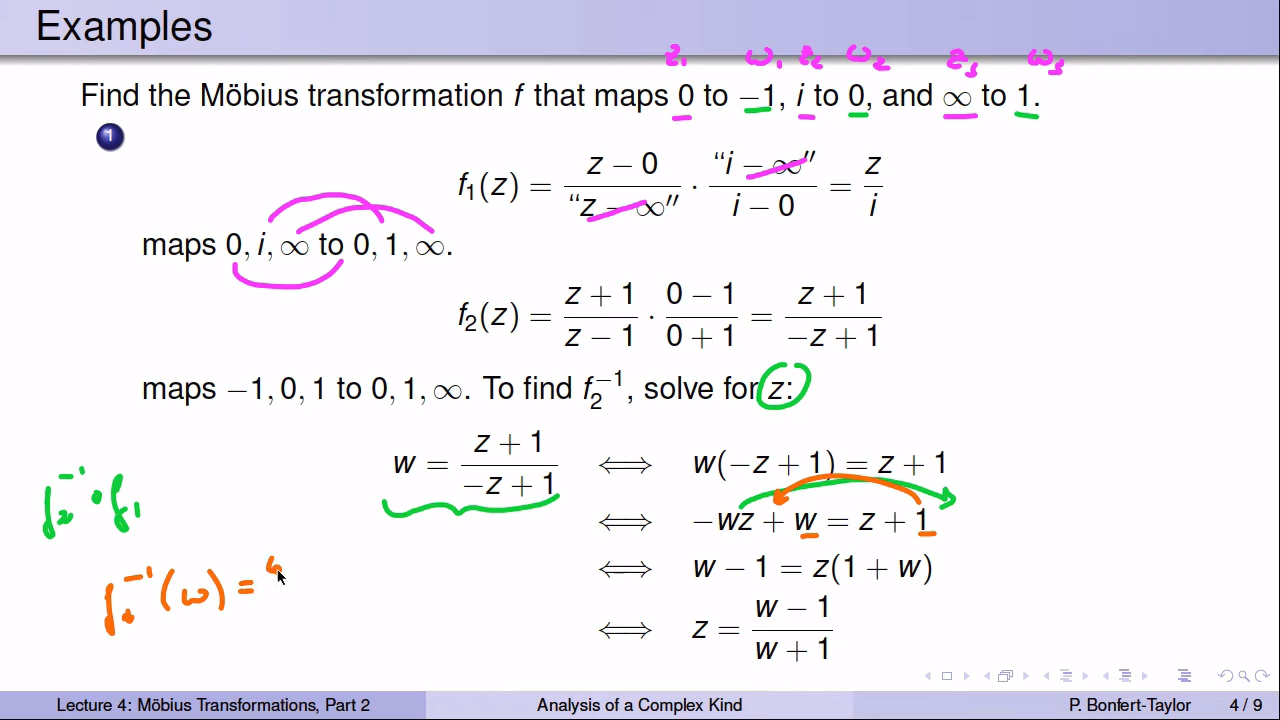 Examples
z₁ ω₁ z₂ ω₂ z₃ ω₃
Find the Möbius transformation f that maps 0 to −1, i to 0, and ∞ to 1.
1
f₁(z) = (z − 0)/(“z − ∞”) · (“i − ∞”)/(i − 0) = z/i
maps 0, i, ∞ to 0, 1, ∞.
f₂(z) = (z + 1)/(z − 1) · (0 − 1)/(0 + 1) = (z + 1)/(−z + 1)
maps −1, 0, 1 to 0, 1, ∞. To find f₂⁻¹, solve for z:
w = (z + 1)/(−z + 1) ⟺ w(−z + 1) = z + 1
f₂⁻¹ ∘ f₁
⟺ −wz + w = z + 1
⟺ w − 1 = z(1 + w)
f₂⁻¹(ω) =
⟺ z = (w − 1)/(w + 1)
Lecture 4: Möbius Transformations, Part 2 Analysis of a Complex Kind P. Bonfert-Taylor 4 / 9